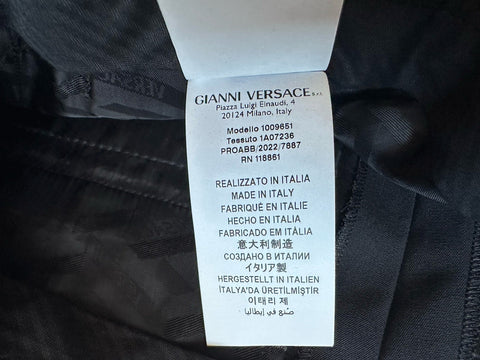 GIANNI VERSACE S.r.l.
Piazza Luigi Einaudi, 4
20124 Milano, Italy
Modello 1009651
Tessuto 1A07236
PROABB/2022/7687
RN 118861
REALIZZATO IN ITALIA
MADE IN ITALY
FABRIQUÉ EN ITALIE
HECHO EN ITALIA
FABRICADO EM ITÁLIA
意大利制造
СОЗДАНО В ИТАЛИИ
イタリア製
HERGESTELLT IN ITALIEN
İTALYA'DA ÜRETİLMİŞTİR
이태리 제
صُنع في إيطاليا